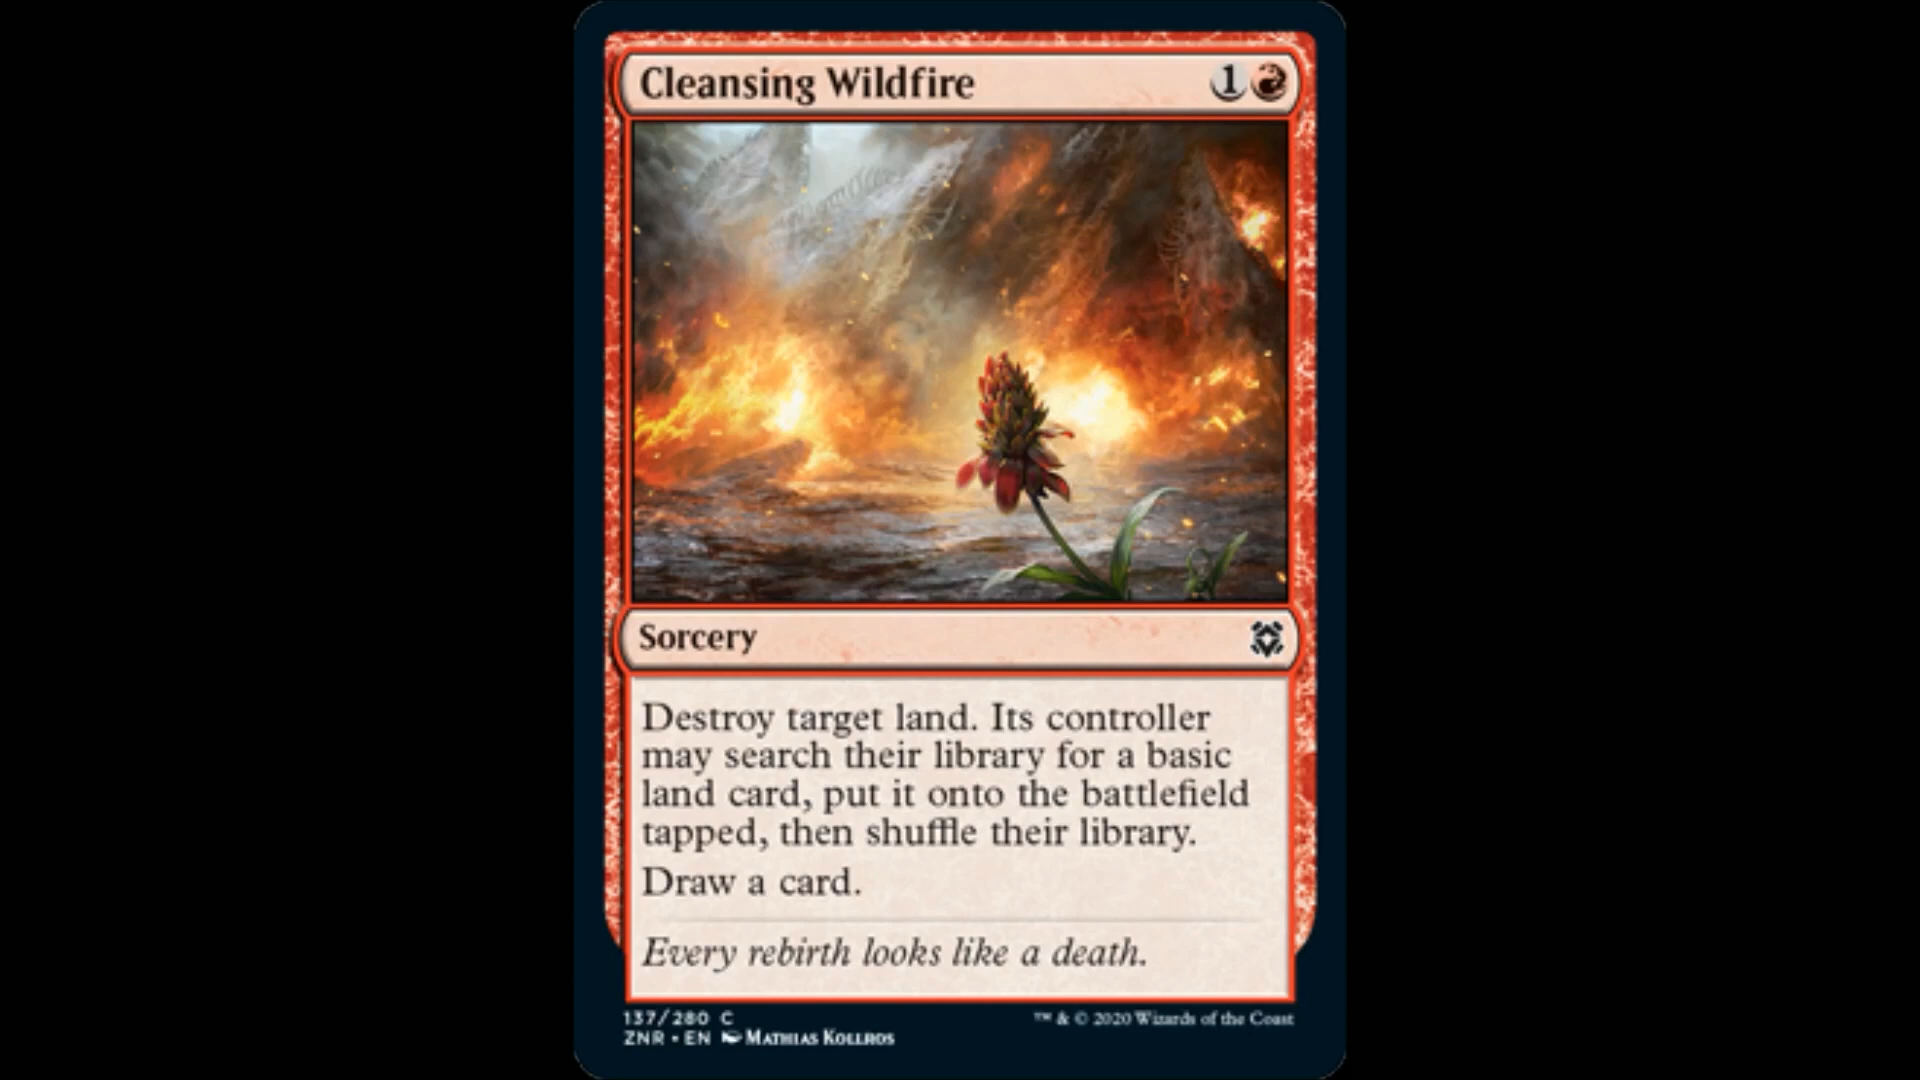 Cleansing Wildfire 1
Sorcery
Destroy target land. Its controller
may search their library for a basic
land card, put it onto the battlefield
tapped, then shuffle their library.
Draw a card.
Every rebirth looks like a death.
137/280 C
™ & © 2020 Wizards of the Coast
ZNR • EN Mathias Kollros